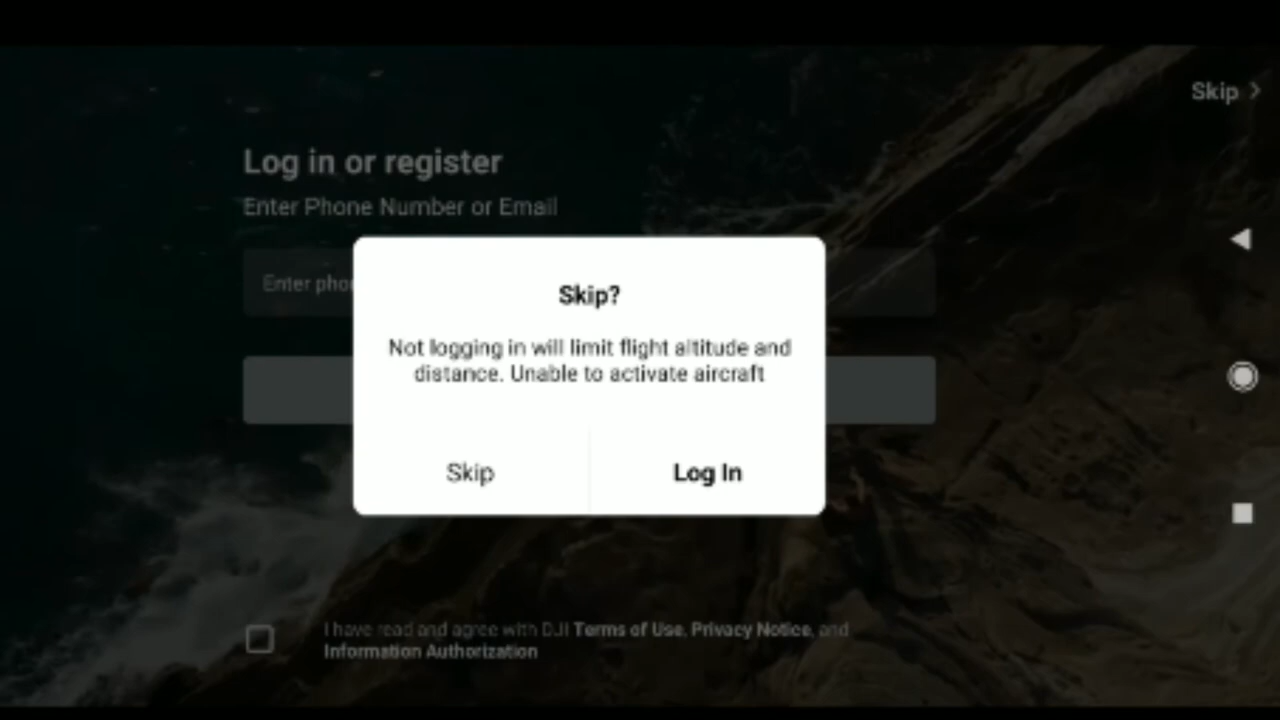 Skip >
Log in or register
Enter Phone Number or Email
Enter phon
Skip?
Not logging in will limit flight altitude and
distance. Unable to activate aircraft
Skip
Log In
I have read and agree with DJI Terms of Use, Privacy Notice, and
Information Authorization